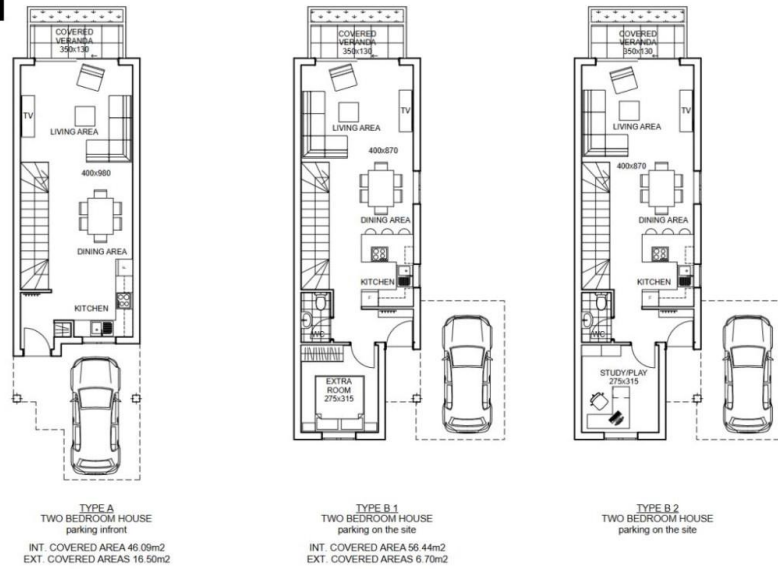 COVERED
VERANDA
350x130
TV
LIVING AREA
400x980
DINING AREA
KITCHEN
TYPE A
TWO BEDROOM HOUSE
parking infront
INT. COVERED AREA 46.09m2
EXT. COVERED AREAS 16.50m2
COVERED
VERANDA
350x130
TV
LIVING AREA
400x870
DINING AREA
KITCHEN
WC
EXTRA
ROOM
275x315
TYPE B 1
TWO BEDROOM HOUSE
parking on the site
INT. COVERED AREA 56.44m2
EXT. COVERED AREAS 6.70m2
COVERED
VERANDA
350x130
TV
LIVING AREA
400x870
DINING AREA
KITCHEN
WC
STUDY/PLAY
275x315
TYPE B 2
TWO BEDROOM HOUSE
parking on the site